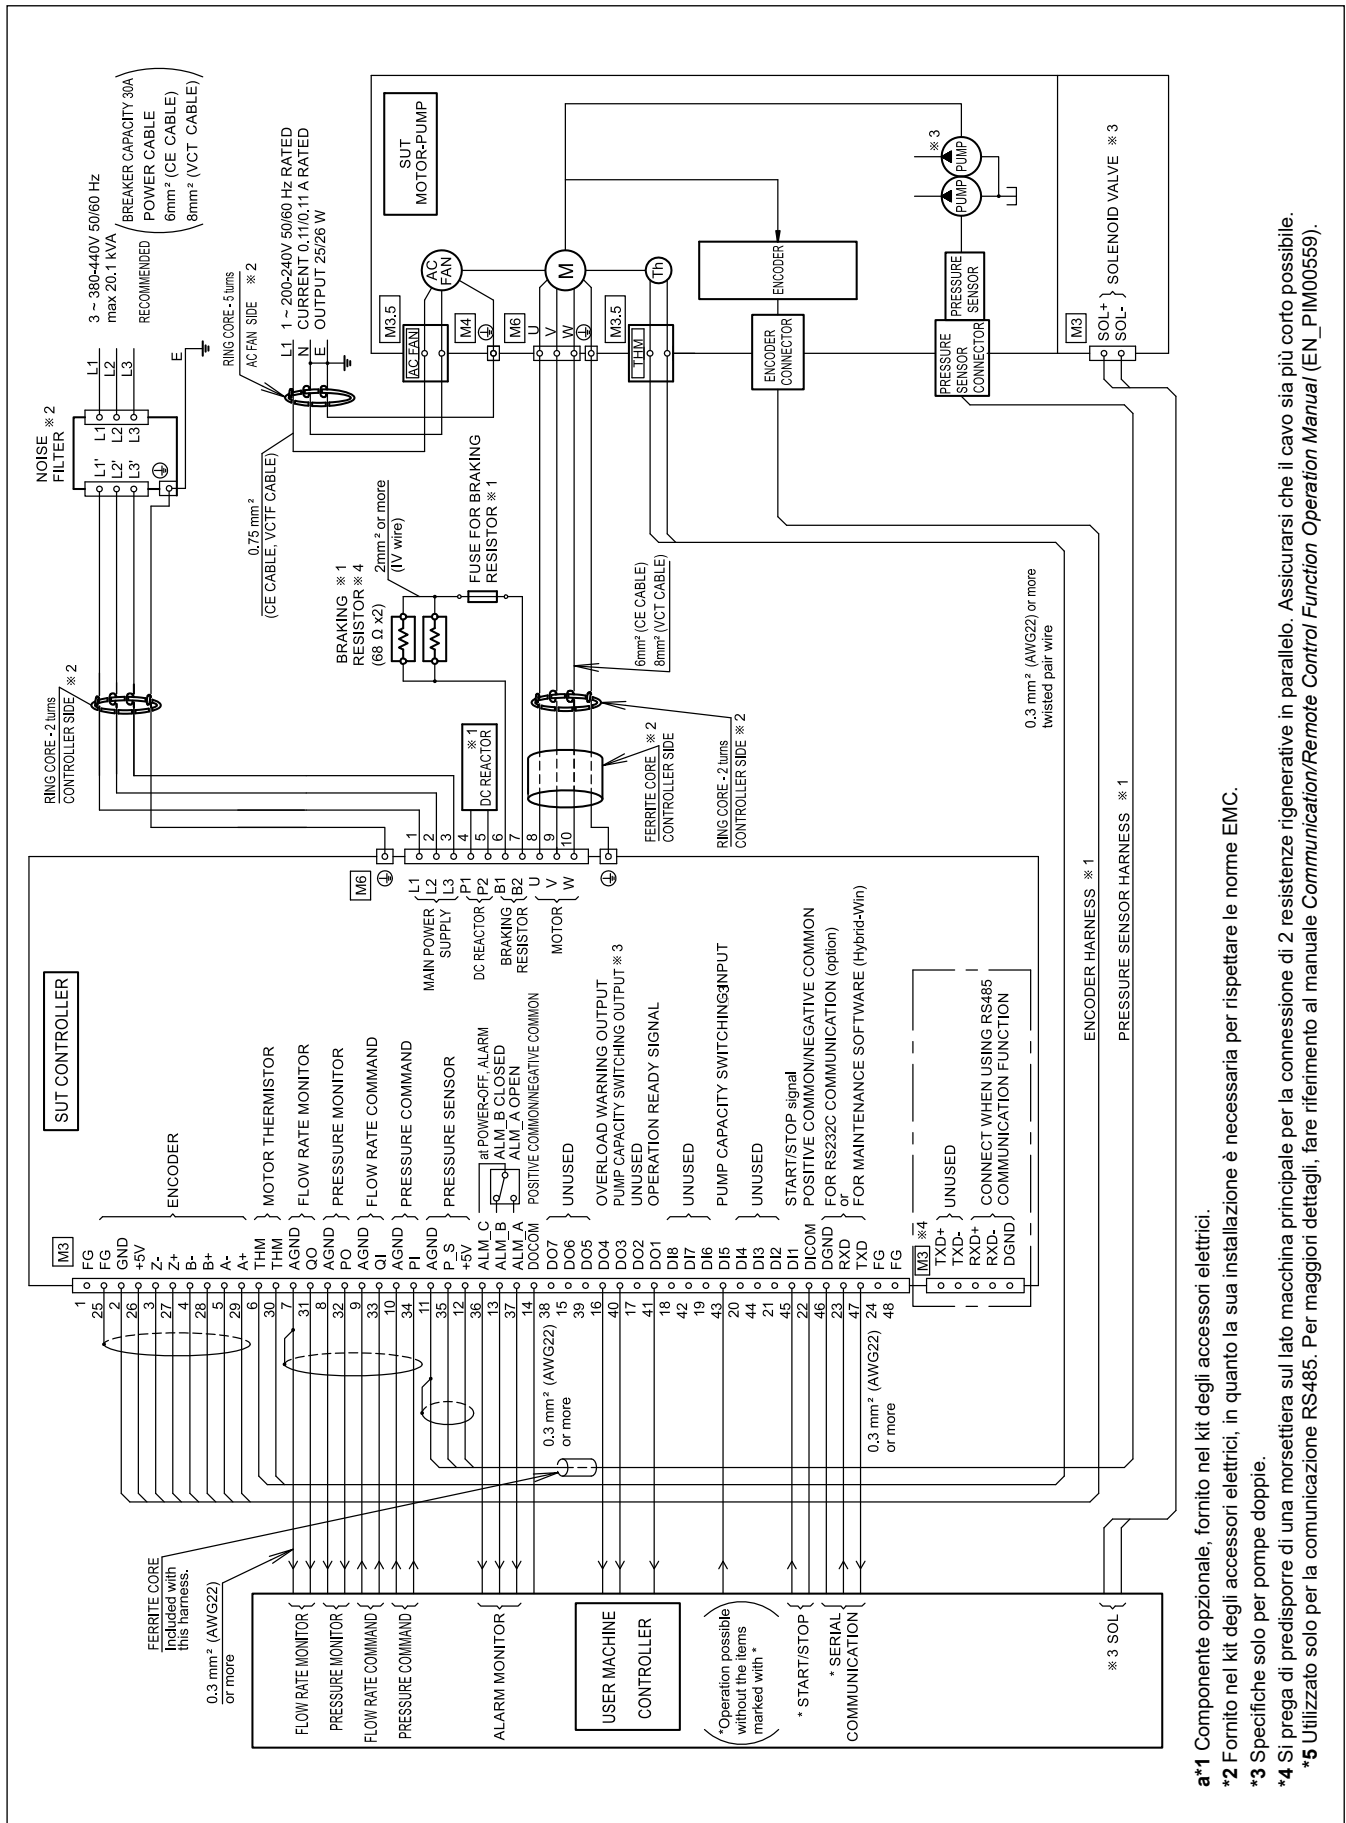 3 ~ 380-440V 50/60 Hz
max 20.1 kVA
RECOMMENDED
BREAKER CAPACITY 30A
POWER CABLE
6mm² (CE CABLE)
8mm² (VCT CABLE)
NOISE ※2
FILTER
L1' L1
L2' L2
L3' L3
L1
L2
L3
E
RING CORE - 2 turns
CONTROLLER SIDE ※2
RING CORE - 5 turns
AC FAN SIDE ※2
L1 1 ~ 200-240V 50/60 Hz RATED
N CURRENT 0.11/0.11 A RATED
E OUTPUT 25/26 W
0.75 mm²
(CE CABLE, VCTF CABLE)
SUT
MOTOR-PUMP
M3.5
AC FAN
AC
FAN
M4
M6
U
V
W
M
M3.5
THM
Th
ENCODER
CONNECTOR
ENCODER
PRESSURE
SENSOR
CONNECTOR
PRESSURE
SENSOR
PUMP
PUMP
※3
M3
SOL+
SOL-
SOLENOID VALVE ※3
BRAKING ※1
RESISTOR ※4
(68 Ω x2)
2mm² or more
(IV wire)
FUSE FOR BRAKING
RESISTOR ※1
※1
DC REACTOR
6mm² (CE CABLE)
8mm² (VCT CABLE)
FERRITE CORE ※2
CONTROLLER SIDE
RING CORE - 2 turns
CONTROLLER SIDE ※2
0.3 mm² (AWG22) or more
twisted pair wire
ENCODER HARNESS ※1
PRESSURE SENSOR HARNESS ※1
SUT CONTROLLER
M6
L1 1
L2 2
L3 3
P1 4
P2 5
B1 6
B2 7
U 8
V 9
W 10
MAIN POWER
SUPPLY
DC REACTOR
BRAKING
RESISTOR
MOTOR
M3
1 FG
25 FG
2 GND
26 +5V
3 Z-
27 Z+
4 B-
28 B+
5 A-
29 A+
ENCODER
6 THM
30 THM
MOTOR THERMISTOR
7 AGND
31 QO
FLOW RATE MONITOR
8 AGND
32 PO
PRESSURE MONITOR
9 AGND
33 QI
FLOW RATE COMMAND
10 AGND
34 PI
PRESSURE COMMAND
11 AGND
35 P_S
12 +5V
PRESSURE SENSOR
36 ALM_C
13 ALM_B
37 ALM_A
at POWER-OFF, ALARM
ALM_B CLOSED
ALM_A OPEN
14 DOCOM POSITIVE COMMON/NEGATIVE COMMON
38 DO7
15 DO6
39 DO5
UNUSED
16 DO4 OVERLOAD WARNING OUTPUT
40 DO3 PUMP CAPACITY SWITCHING OUTPUT ※3
17 DO2 UNUSED
41 DO1 OPERATION READY SIGNAL
18 DI8
42 DI7
19 DI6
UNUSED
43 DI5 PUMP CAPACITY SWITCHING3INPUT
20 DI4
44 DI3
21 DI2
UNUSED
45 DI1 START/STOP signal
22 DICOM POSITIVE COMMON/NEGATIVE COMMON
46 DGND
23 RXD
47 TXD
FOR RS232C COMMUNICATION (option)
or
FOR MAINTENANCE SOFTWARE (Hybrid-Win)
24 FG
48 FG
M3 ※4
TXD+
TXD-
UNUSED
RXD+
RXD-
DGND
CONNECT WHEN USING RS485
COMMUNICATION FUNCTION
0.3 mm² (AWG22)
or more
0.3 mm² (AWG22)
or more
FERRITE CORE
Included with
this harness.
0.3 mm² (AWG22)
or more
FLOW RATE MONITOR
PRESSURE MONITOR
FLOW RATE COMMAND
PRESSURE COMMAND
ALARM MONITOR
USER MACHINE
CONTROLLER
*Operation possible
without the items
marked with *
* START/STOP
* SERIAL
COMMUNICATION
※3 SOL
a*1 Componente opzionale, fornito nel kit degli accessori elettrici.
*2 Fornito nel kit degli accessori elettrici, in quanto la sua installazione è necessaria per rispettare le nome EMC.
*3 Specifiche solo per pompe doppie.
*4 Si prega di predisporre di una morsettiera sul lato macchina principale per la connessione di 2 resistenze rigenerative in parallelo. Assicurarsi che il cavo sia più corto possibile.
*5 Utilizzato solo per la comunicazione RS485. Per maggiori dettagli, fare riferimento al manuale Communication/Remote Control Function Operation Manual (EN_PIM00559).